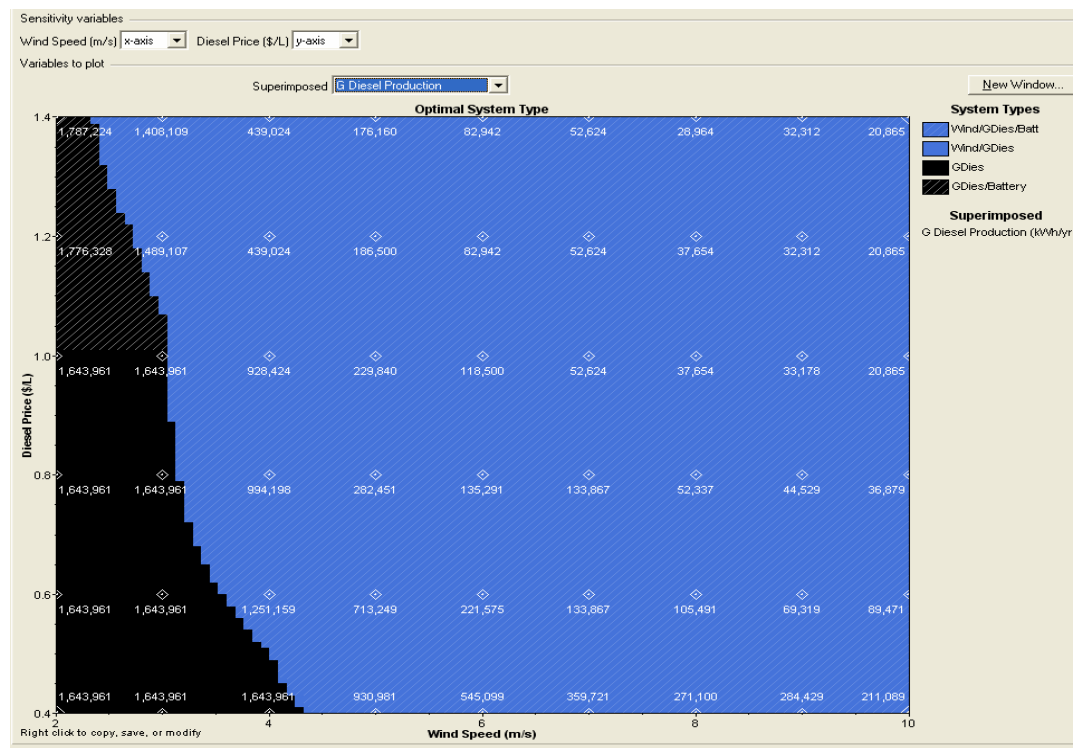 Sensitivity variables
Wind Speed (m/s) x-axis Diesel Price ($/L) y-axis
Variables to plot
Superimposed G Diesel Production New Window...
Optimal System Type
System Types
Wind/GDies/Batt
Wind/GDies
GDies
GDies/Battery
Superimposed
G Diesel Production (kWh/yr
Diesel Price ($/L)
1.4
1,787,224 1,408,109 439,024 176,160 82,942 52,624 28,964 32,312 20,865
1.2
1,776,328 1,489,107 439,024 186,500 82,942 52,624 37,654 32,312 20,865
1.0
1,643,961 1,643,961 928,424 229,840 118,500 52,624 37,654 33,178 20,865
0.8
1,643,961 1,643,961 994,198 282,451 135,291 133,867 52,337 44,529 36,879
0.6
1,643,961 1,643,961 1,251,159 713,249 221,575 133,867 105,491 69,319 89,471
1,643,961 1,643,961 1,643,961 930,981 545,099 359,721 271,100 284,429 211,089
0.4
2 4 6 8 10
Right click to copy, save, or modify
Wind Speed (m/s)